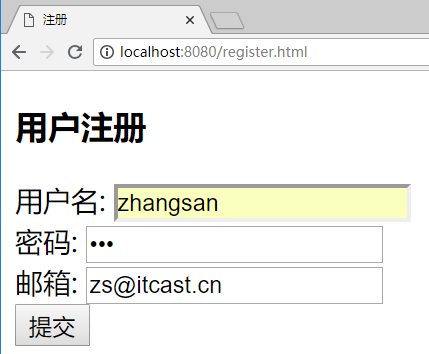 注册
localhost:8080/register.html
用户注册
用户名: zhangsan
密码: •••
邮箱: zs@itcast.cn
提交